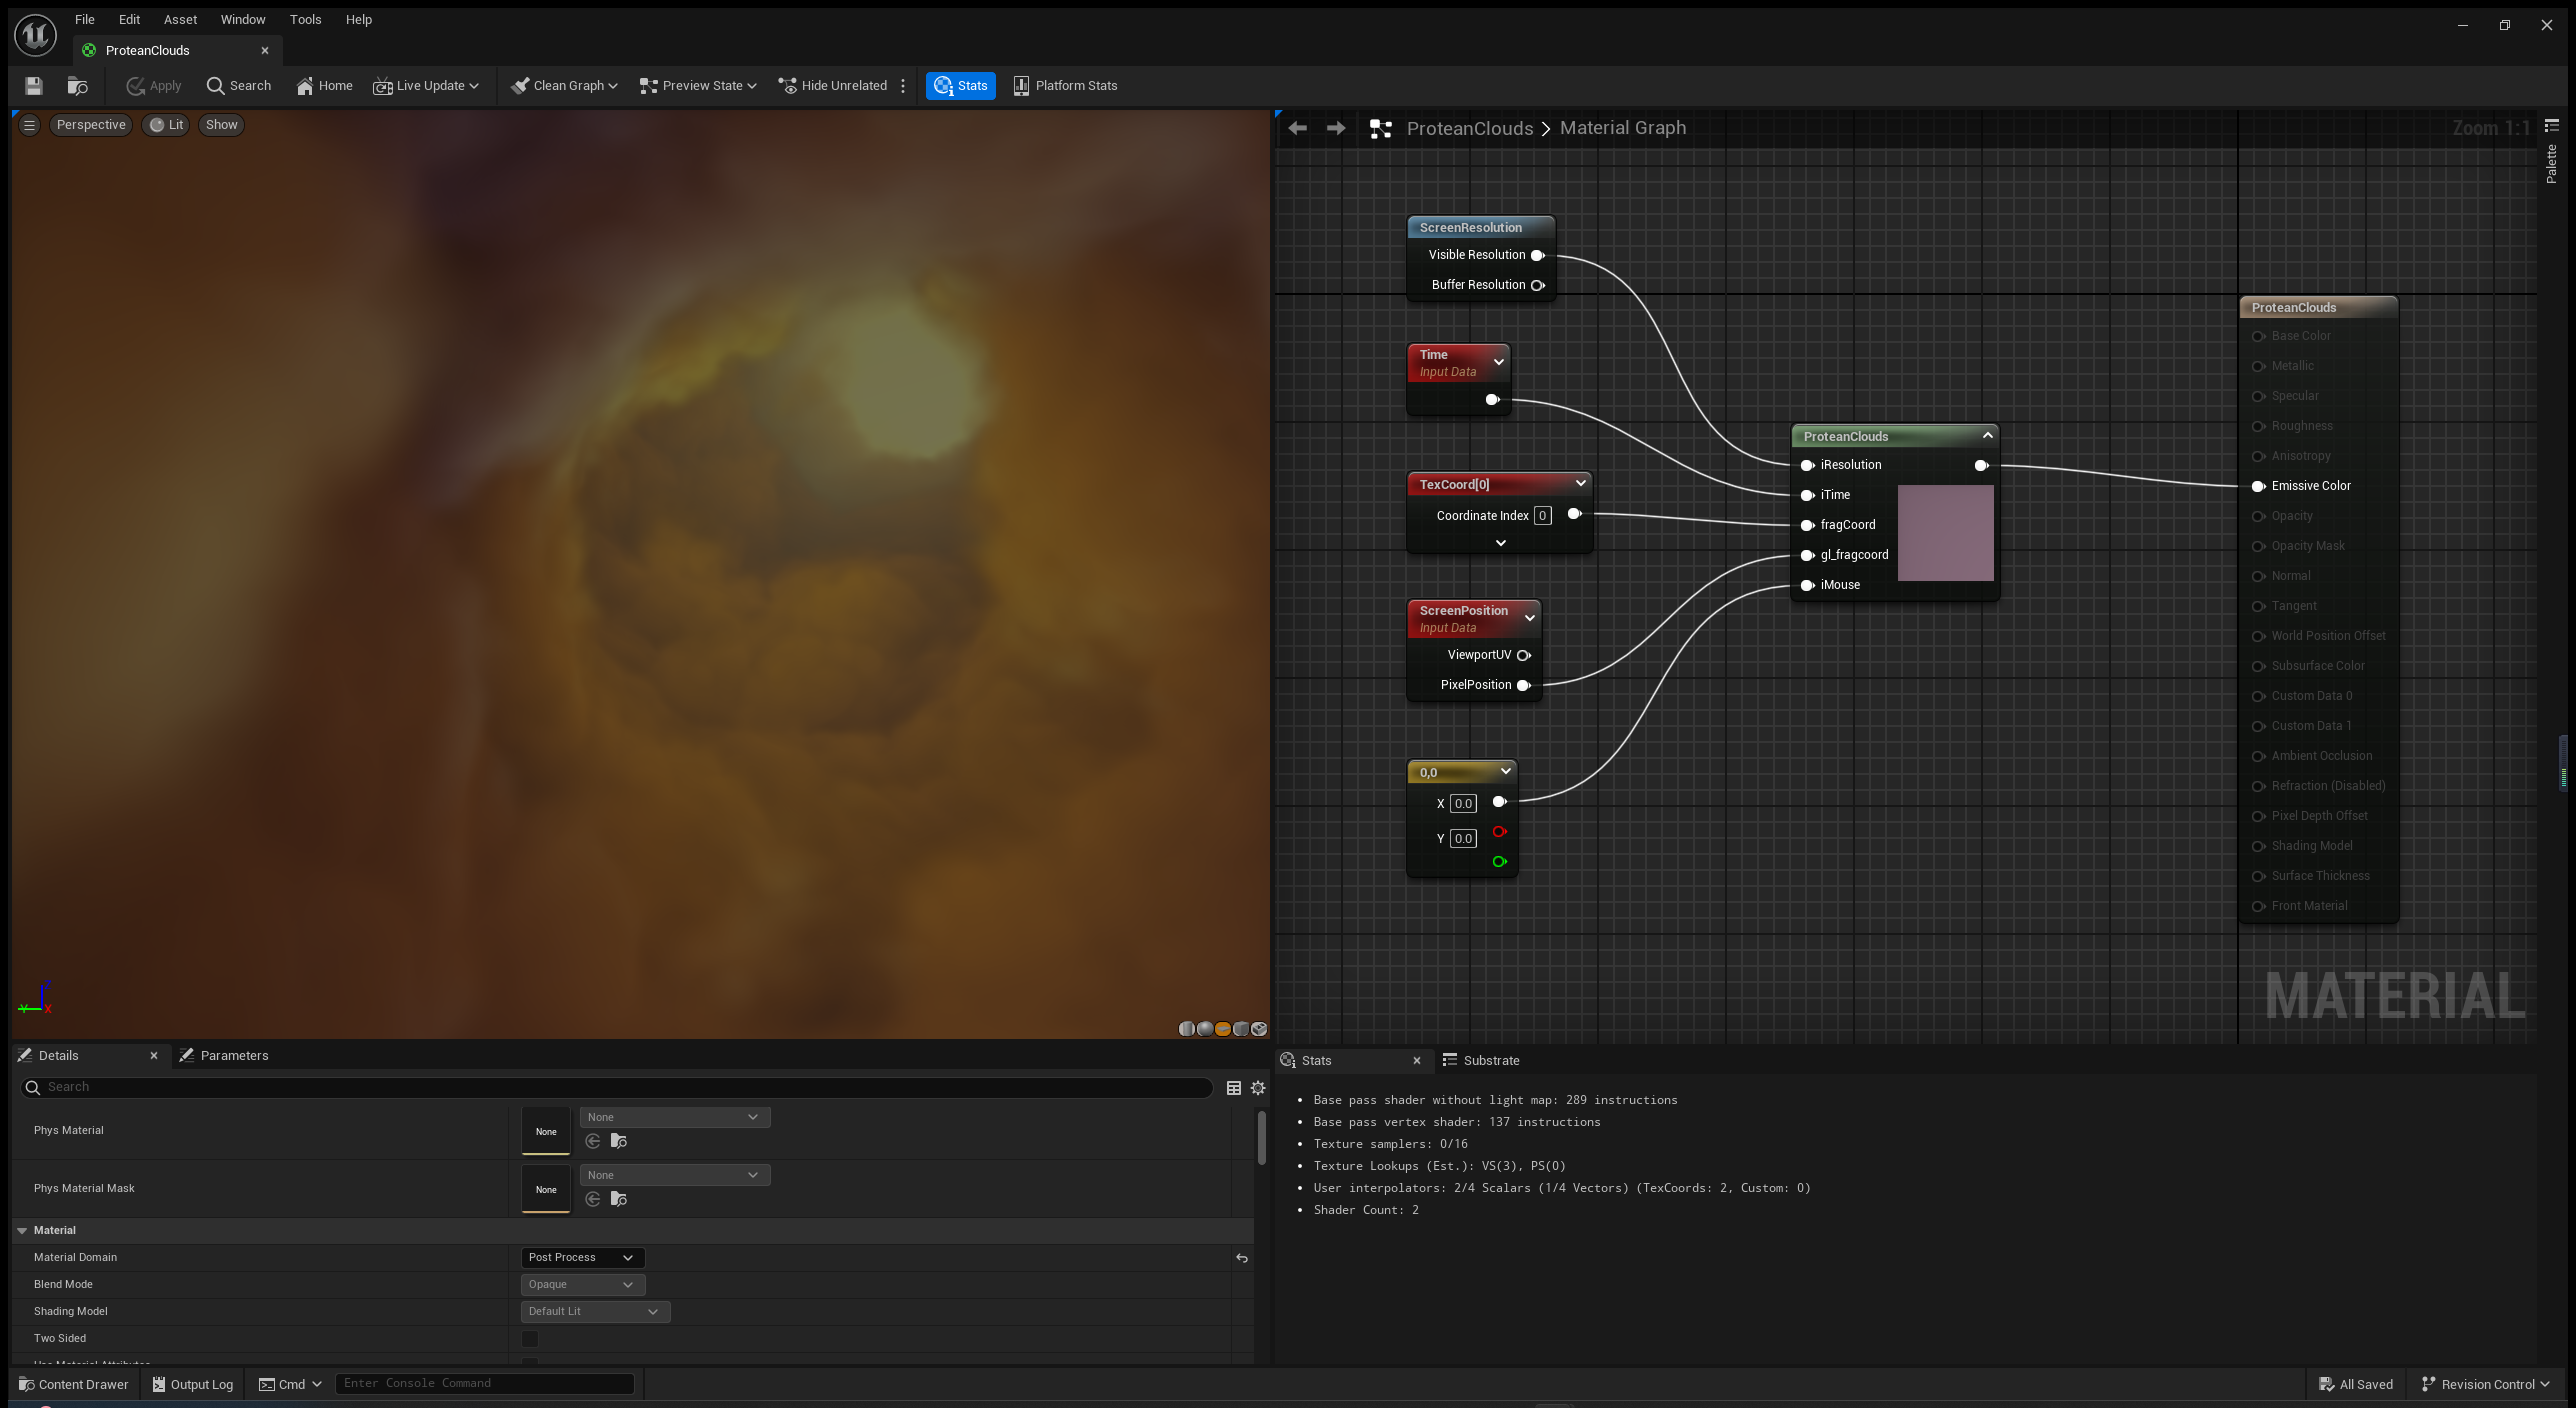 File Edit Asset Window Tools Help
ProteanClouds
Apply Search Home Live Update Clean Graph Preview State Hide Unrelated Stats Platform Stats
Perspective Lit Show
ProteanClouds > Material Graph
Zoom 1:1
Palette
ScreenResolution
Visible Resolution
Buffer Resolution
Time
Input Data
TexCoord[0]
Coordinate Index 0
ScreenPosition
Input Data
ViewportUV
PixelPosition
0,0
X 0.0
Y 0.0
ProteanClouds
iResolution
iTime
fragCoord
gl_fragcoord
iMouse
ProteanClouds
Base Color
Metallic
Specular
Roughness
Anisotropy
Emissive Color
Opacity
Opacity Mask
Normal
Tangent
World Position Offset
Subsurface Color
Custom Data 0
Custom Data 1
Ambient Occlusion
Refraction (Disabled)
Pixel Depth Offset
Shading Model
Surface Thickness
Front Material
MATERIAL
Z
Y X
Details Parameters
Search
Phys Material None None
Phys Material Mask None None
Material
Material Domain Post Process
Blend Mode Opaque
Shading Model Default Lit
Two Sided
Stats Substrate
• Base pass shader without light map: 289 instructions
• Base pass vertex shader: 137 instructions
• Texture samplers: 0/16
• Texture Lookups (Est.): VS(3), PS(0)
• User interpolators: 2/4 Scalars (1/4 Vectors) (TexCoords: 2, Custom: 0)
• Shader Count: 2
Content Drawer Output Log Cmd Enter Console Command All Saved Revision Control